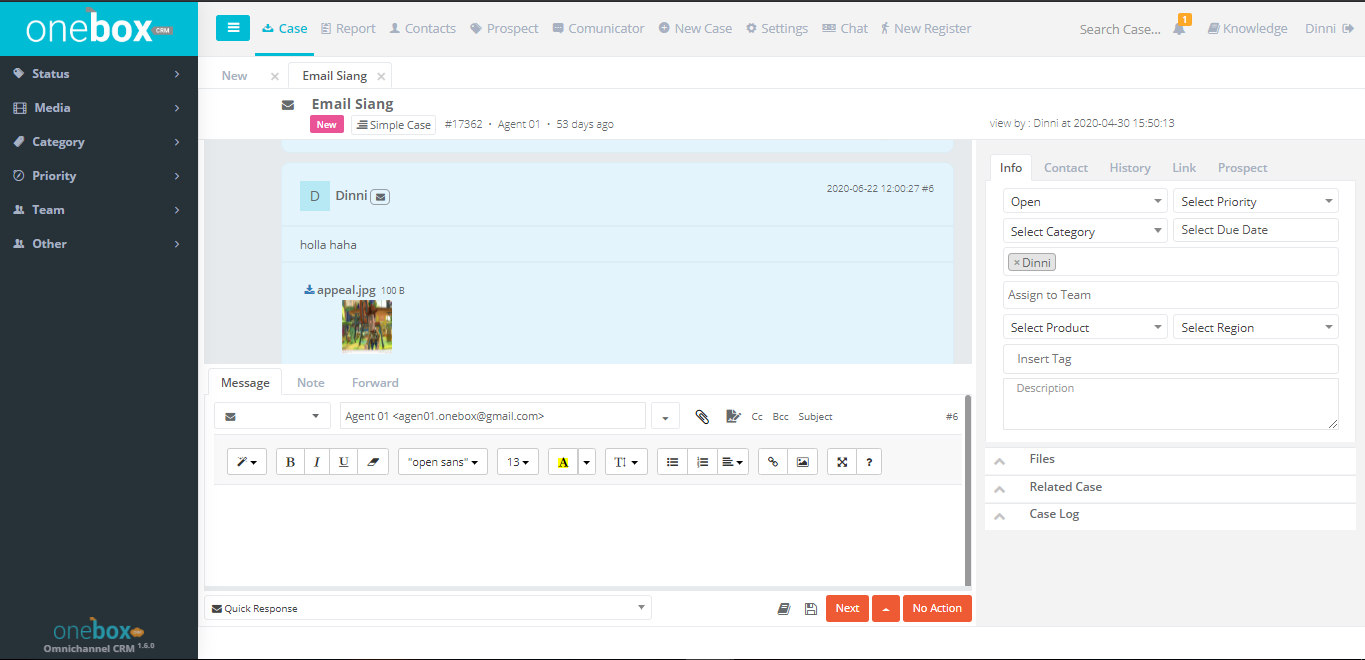 onebox CRM
Case Report Contacts Prospect Comunicator New Case Settings Chat New Register Search Case... 1 Knowledge Dinni
Status
Media
Category
Priority
Team
Other
New × Email Siang ×
Email Siang
New Simple Case #17362 • Agent 01 • 53 days ago
view by : Dinni at 2020-04-30 15:50:13
D Dinni 2020-06-22 12:00:27 #6
holla haha
appeal.jpg 100 B
Message Note Forward
Agent 01 <agen01.onebox@gmail.com> Cc Bcc Subject #6
B I U "open sans" 13 A TI ?
Quick Response Next No Action
Info Contact History Link Prospect
Open Select Priority
Select Category Select Due Date
× Dinni
Assign to Team
Select Product Select Region
Insert Tag
Description
Files
Related Case
Case Log
onebox
Omnichannel CRM 1.6.0